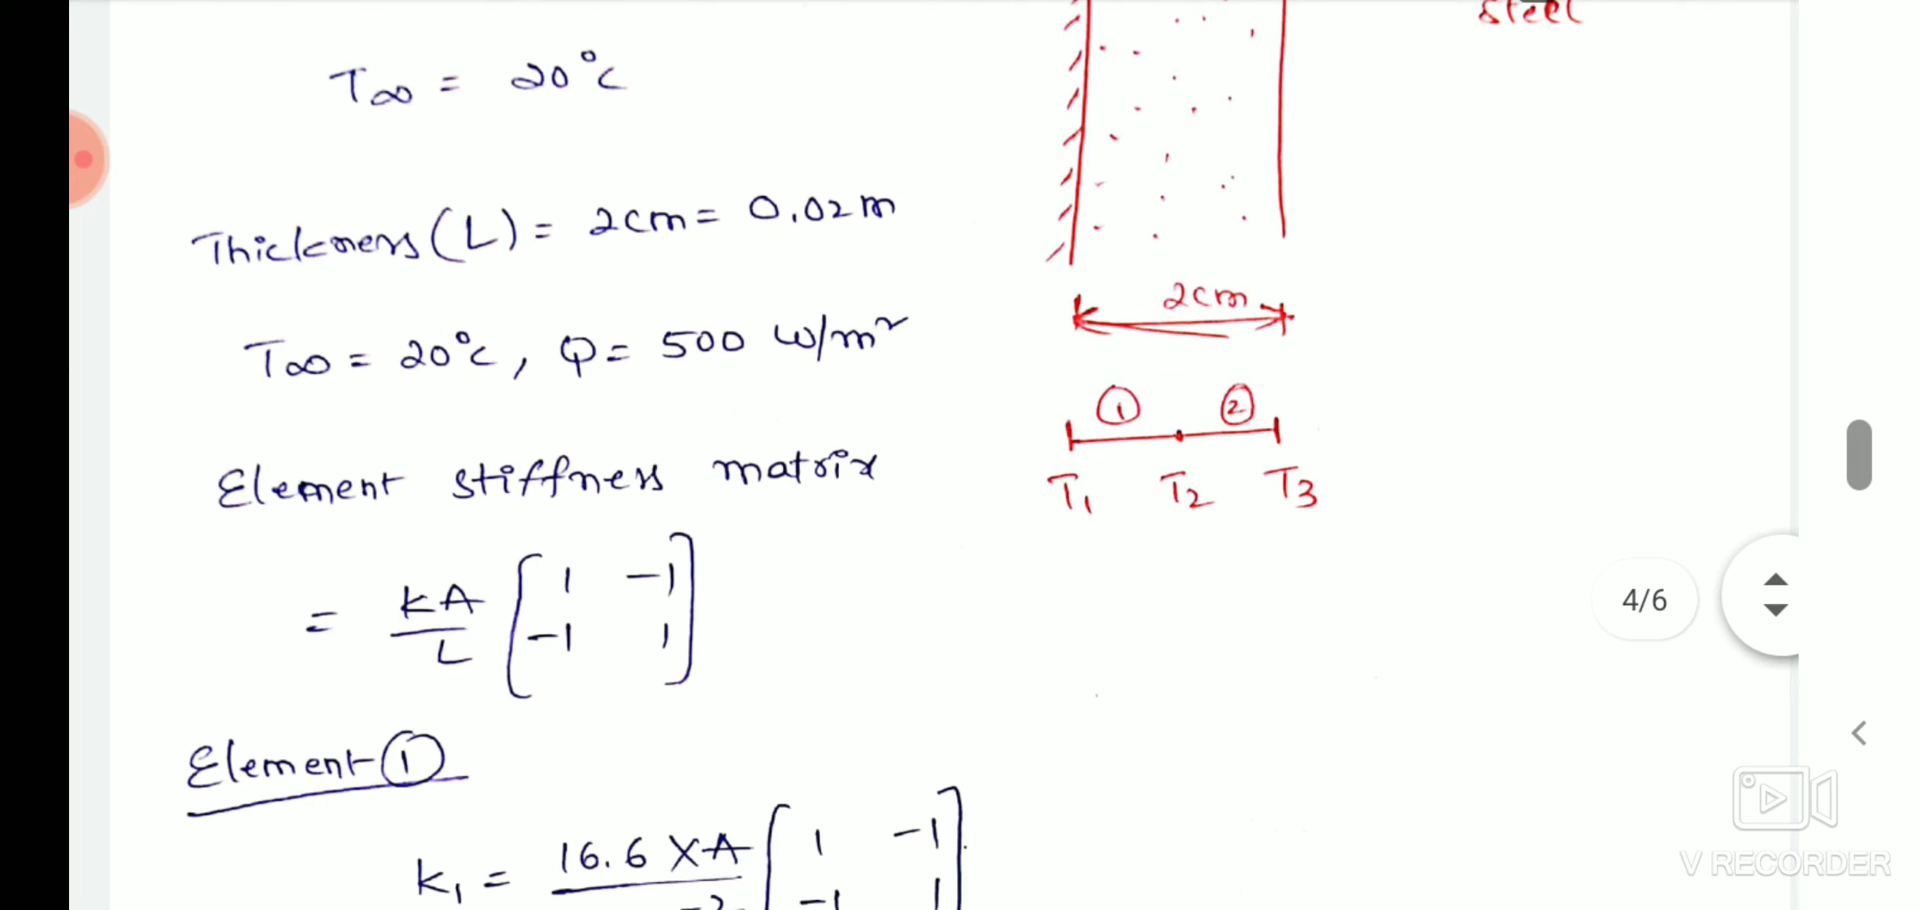 steel
T∞ = 20°C
Thickness (L) = 2cm = 0.02m
2cm
T∞ = 20°C, Q = 500 W/m²
① ②
T1 T2 T3
Element stiffness matrix
= KA/L [1 -1
-1 1]
4/6
Element-①
K1 = 16.6 XA [1 -1
-1 1]
V RECORDER